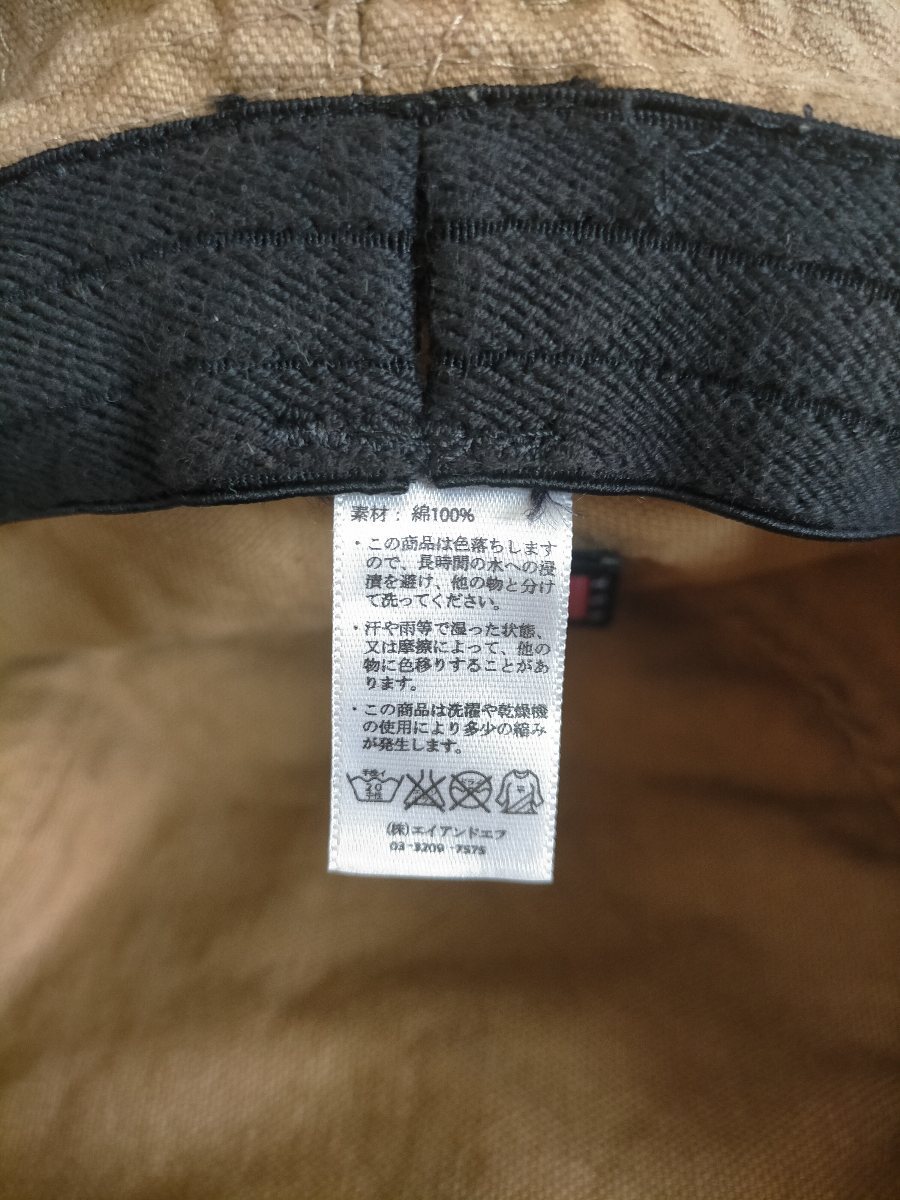 素材： 綿100%
・この商品は色落ちします
ので、長時間の水への浸
漬を避け、他の物と分け
て洗ってください。
・汗や雨等で湿った状態、
又は摩擦によって、他の
物に色移りすることがあ
ります。
・この商品は洗濯や乾燥機
の使用により多少の縮み
が発生します。
手洗イ
20
中性
(株)エイアンドエフ
03-3209-7575